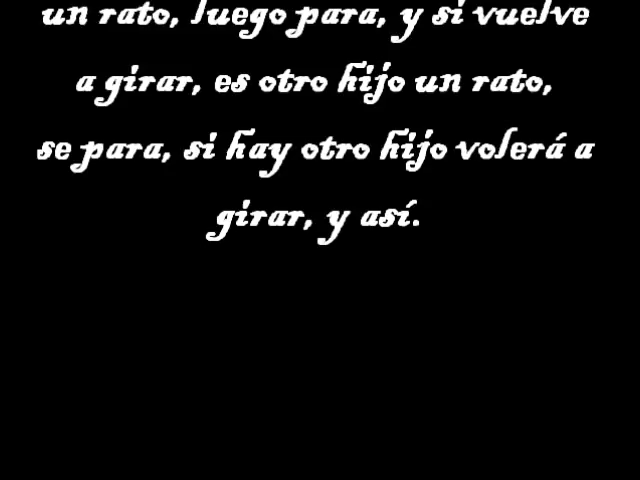 un rato, luego para, y si vuelve
a girar, es otro hijo un rato,
se para, si hay otro hijo volerá a
girar, y así.